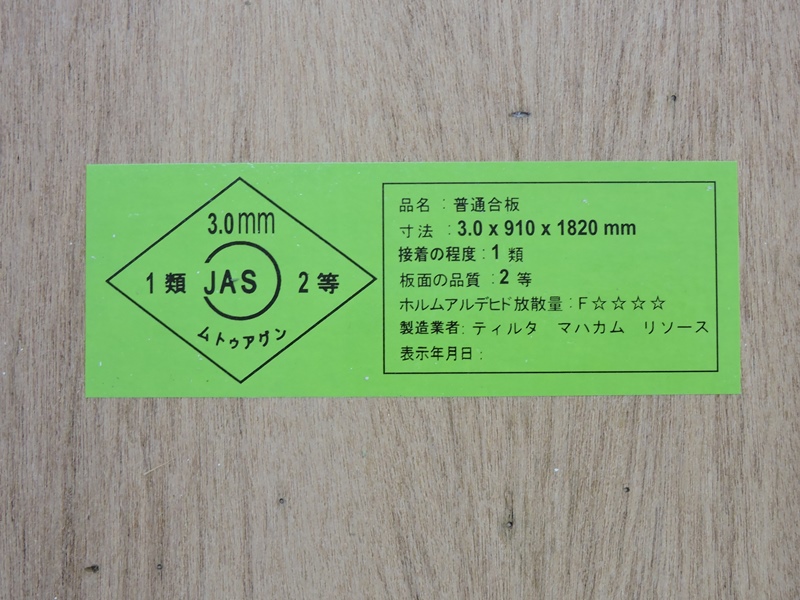 3.0mm
1類 JAS 2等
ムトゥアグン
品名：普通合板
寸法：3.0 x 910 x 1820 mm
接着の程度：1 類
板面の品質：2 等
ホルムアルデヒド放散量：F☆☆☆☆
製造業者：ティルタ　マハカム　リソース
表示年月日：